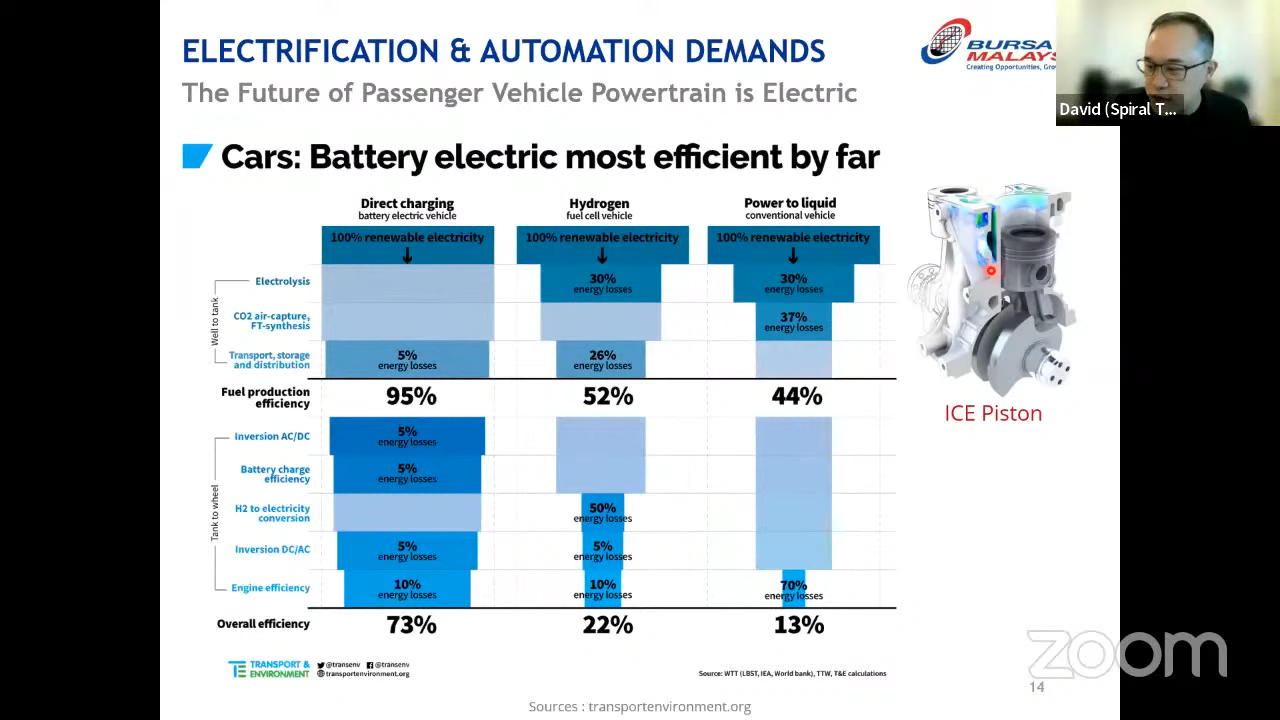 ELECTRIFICATION & AUTOMATION DEMANDS
The Future of Passenger Vehicle Powertrain is Electric
BURSA
MALAYS
Creating Opportunities, Grow
David (Spiral T...
Cars: Battery electric most efficient by far
Direct charging
battery electric vehicle
Hydrogen
fuel cell vehicle
Power to liquid
conventional vehicle
100% renewable electricity
100% renewable electricity
100% renewable electricity
Well to tank
Electrolysis
30%
energy losses
30%
energy losses
CO2 air-capture,
FT-synthesis
37%
energy losses
Transport, storage
and distribution
5%
energy losses
26%
energy losses
Fuel production
efficiency
95%
52%
44%
ICE Piston
Tank to wheel
Inversion AC/DC
5%
energy losses
Battery charge
efficiency
5%
energy losses
H2 to electricity
conversion
50%
energy losses
Inversion DC/AC
5%
energy losses
5%
energy losses
Engine efficiency
10%
energy losses
10%
energy losses
70%
energy losses
Overall efficiency
73%
22%
13%
TE TRANSPORT &
ENVIRONMENT
@transenv @transenv
transportenvironment.org
Source: WTT (LBST, IEA, World bank), TTW, T&E calculations
zoom
14
Sources : transportenvironment.org